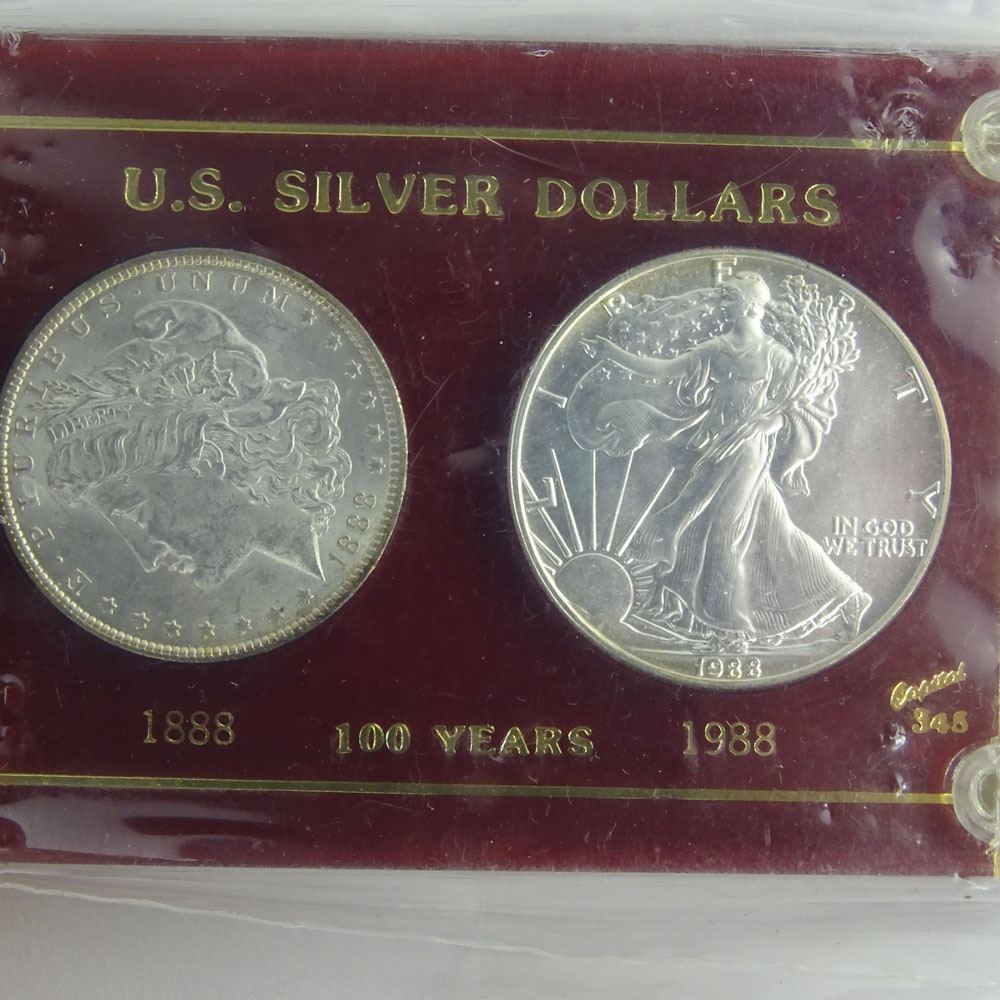 U.S. SILVER DOLLARS
E·PLURIBUS·UNUM
LIBERTY
1888
LIBERTY
IN GOD
WE TRUST
1988
1888 100 YEARS 1988
Capital
345